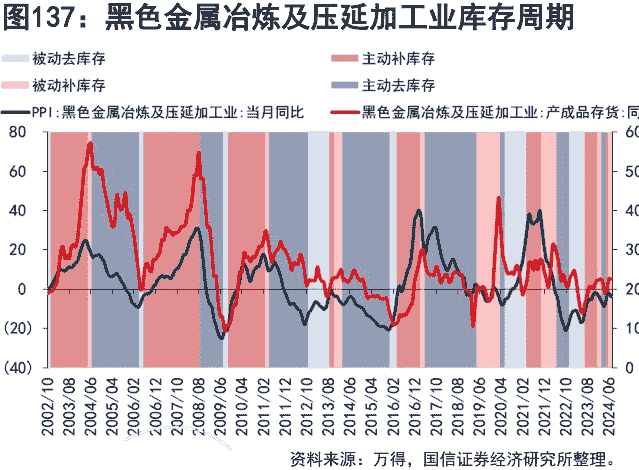 图137：黑色金属冶炼及压延加工业库存周期
被动去库存 主动补库存
被动补库存 主动去库存
PPI:黑色金属冶炼及压延加工业:当月同比 黑色金属冶炼及压延加工业:产成品存货:同
80 60
60 50
40 40
20 30
0 20
(20) 10
(40) 0
2002/10 2003/08 2004/06 2005/04 2006/02 2006/12 2007/10 2008/08 2009/06 2010/04 2011/02 2011/12 2012/10 2013/08 2014/06 2015/04 2016/02 2016/12 2017/10 2018/08 2019/06 2020/04 2021/02 2021/12 2022/10 2023/08 2024/06
资料来源：万得，国信证券经济研究所整理。